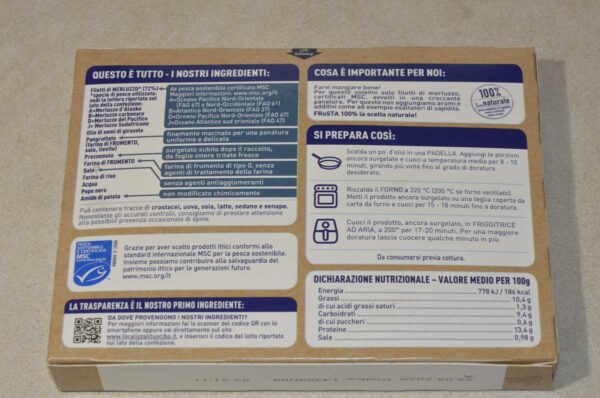 QUESTO È TUTTO - I NOSTRI INGREDIENTI:
Filetti di MERLUZZO* (72%)
*specie di pesce utilizzata:
vedi la lettera riportata sul
lato della confezione:
A=Merluzzo d'Alaska
B=Merluzzo carbonaro
D=Merluzzo del Pacifico
J=Merluzzo Sudafricano
Olio di semi di girasole
Pangrattato
(farina di FRUMENTO,
sale, lievito)
Prezzemolo
Farina di FRUMENTO
Sale
Farina di riso
Acqua
Pepe nero
Amido di patata
da pesca sostenibile certificata MSC
Maggiori informazioni: www.msc.org/it
A=Oceano Pacifico Nord-Orientale
(FAO 67) e Nord-Occidentale (FAO 61)
B=Atlantico Nord-Orientale (FAO 27)
D=Oceano Pacifico Nord-Orientale (FAO 67)
J=Oceano Atlantico sud orientale (FAO 47)
finemente macinato per una panatura
uniforme e delicata
surgelato subito dopo il raccolto,
da foglie intere tritato fresco
farina di frumento di tipo 0, senza
agenti di trattamento della farina
senza agenti antiagglomeranti
non modificato chimicamente
Può contenere tracce di crostacei, uova, soia, latte, sedano e senape.
Nonostante gli accurati controlli, consigliamo di prestare attenzione
alla possibile presenza occasionale di spine.
PESCA
SOSTENIBILE
CERTIFICATA
MSC
www.msc.org/it
Grazie per aver scelto prodotti ittici conformi allo
standard internazionale MSC per la pesca sostenibile.
Insieme possiamo contribuire alla salvaguardia del
patrimonio ittico per le generazioni future.
www.msc.org/it
LA TRASPARENZA È IL NOSTRO PRIMO INGREDIENTE:
DA DOVE PROVENGONO I NOSTRI INGREDIENTI?
Per maggiori informazioni fai lo scanner del codice QR con lo
smartphone oppure vai direttamente sul sito
www.localizzailtuocibo.it e inserisci il codice del lotto riportato
sul lato della confezione.
COSA È IMPORTANTE PER NOI:
Farvi mangiare bene!
Per questo usiamo solo filetti di merluzzo,
certificati MSC, avvolti in una croccante
panatura. Per questo non aggiungiamo aromi e
additivi come ad esempio esaltatori di sapidità.
FRoSTA 100% la scelta naturale!
100%
naturale
SI PREPARA COSÌ:
Scalda un po' d'olio in una PADELLA. Aggiungi le porzioni
ancora surgelate e cuoci a temperatura media per 8 - 10
minuti, girando più volte fino al grado di doratura
desiderato.
Riscalda il FORNO a 220 °C (200 °C se forno ventilato).
Metti il prodotto ancora surgelato su una teglia coperta da
carta da forno e cuoci per 15 - 18 minuti fino a doratura.
Cuoci il prodotto, ancora surgelato, in FRIGGITRICE
AD ARIA, a 200° per 17-20 minuti. Per una maggiore
doratura lascia cuocere qualche minuto in più.
Da consumarsi previa cottura.
DICHIARAZIONE NUTRIZIONALE – VALORE MEDIO PER 100g
Energia 778 kJ / 186 kcal
Grassi 10,4 g
di cui acidi grassi saturi 1,3 g
Carboidrati 9,4 g
di cui zuccheri 0,6 g
Proteine 13,4 g
Sale 0,98 g